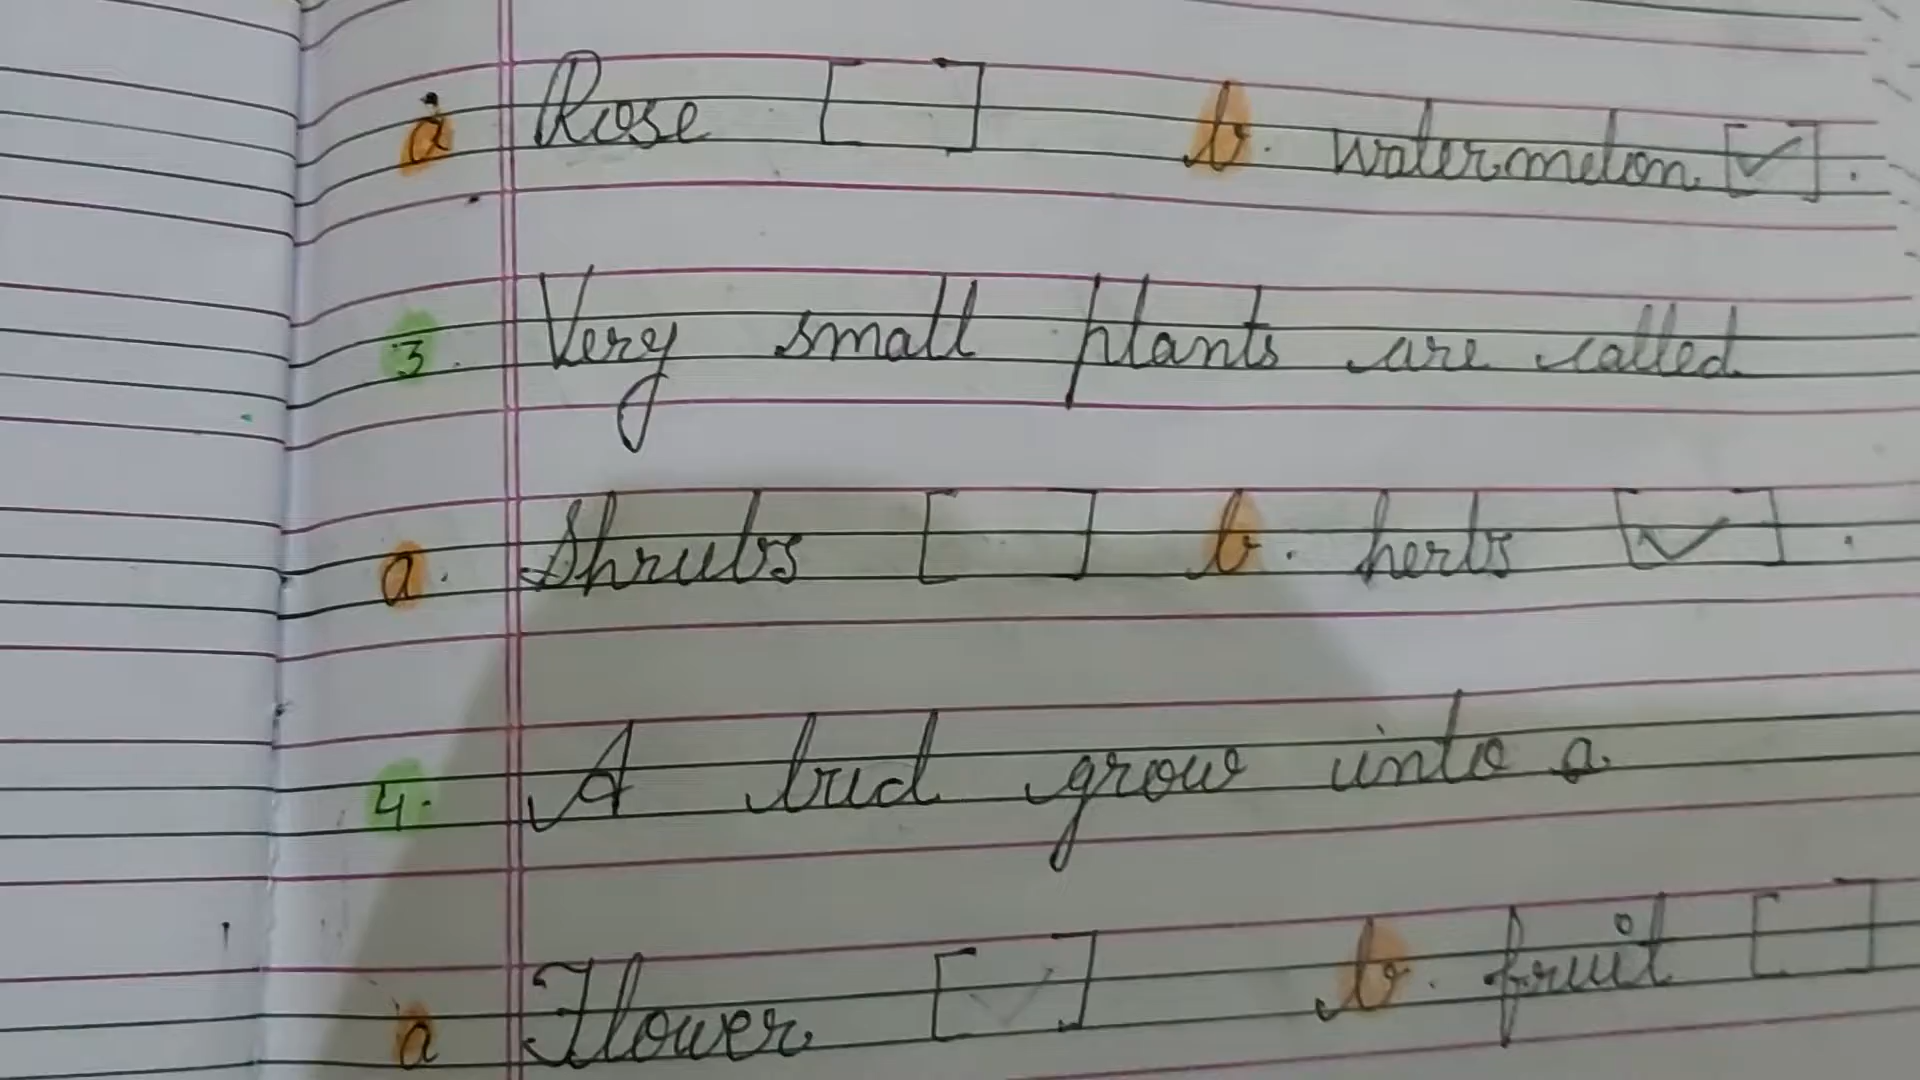 a Rose [ ] b. watermelon [✓].
3. Very small plants are called
a. Shrubs [ ] b. herbs [✓].
4. A bud grow into a.
a Flower [✓] b. fruit [ ]